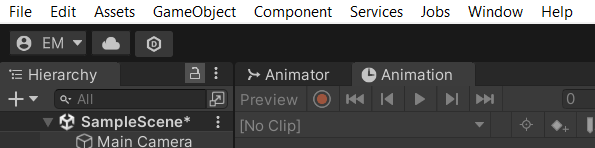 File Edit Assets GameObject Component Services Jobs Window Help
EM
Hierarchy Animator Animation
All Preview 0
SampleScene* [No Clip]
Main Camera